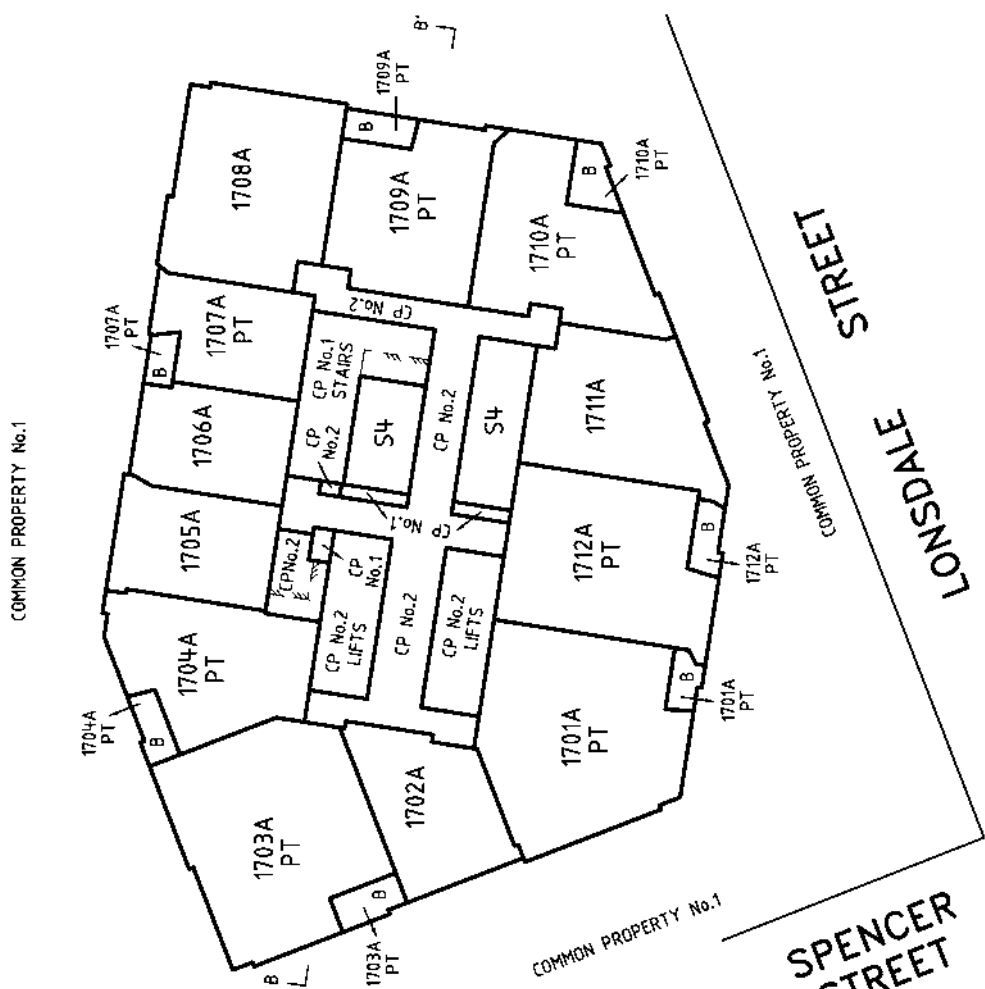 B'
1709A
PT
B
1708A
1709A
PT
B
1710A
PT
1710A
PT
STREET
LONSDALE
COMMON PROPERTY No.1
1707A
PT
B
1707A
PT
CP No.2
CP No.1
STAIRS
CP
No.2
S4
CP No.2
S4
1711A
1706A
COMMON PROPERTY No.1
1705A
CP No.2
CP
No.1
CP No.1
1712A
PT
B
1712A
PT
1704A
PT
CP No.2
LIFTS
CP No.2
CP No.2
LIFTS
1704A
PT
B
1701A
PT
B
1701A
PT
1702A
1703A
PT
B
1703A
PT
B
COMMON PROPERTY No.1
SPENCER
STREET